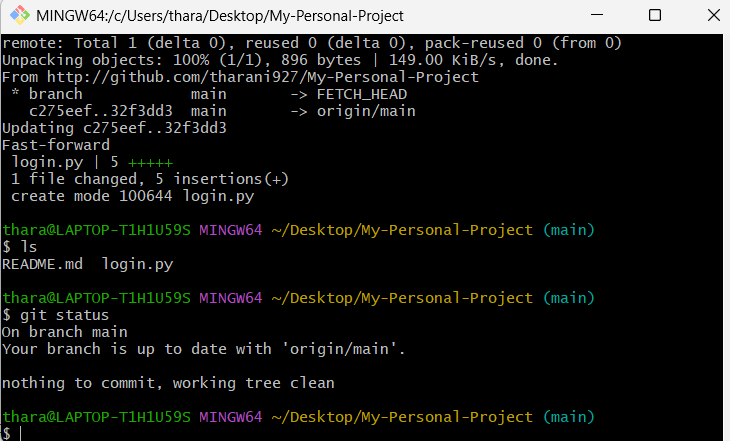 MINGW64:/c/Users/thara/Desktop/My-Personal-Project
remote: Total 1 (delta 0), reused 0 (delta 0), pack-reused 0 (from 0)
Unpacking objects: 100% (1/1), 896 bytes | 149.00 KiB/s, done.
From http://github.com/tharani927/My-Personal-Project
 * branch            main       -> FETCH_HEAD
   c275eef..32f3dd3  main       -> origin/main
Updating c275eef..32f3dd3
Fast-forward
 login.py | 5 +++++
 1 file changed, 5 insertions(+)
 create mode 100644 login.py
thara@LAPTOP-T1H1U59S MINGW64 ~/Desktop/My-Personal-Project (main)
$ ls
README.md  login.py
thara@LAPTOP-T1H1U59S MINGW64 ~/Desktop/My-Personal-Project (main)
$ git status
On branch main
Your branch is up to date with 'origin/main'.
nothing to commit, working tree clean
thara@LAPTOP-T1H1U59S MINGW64 ~/Desktop/My-Personal-Project (main)
$